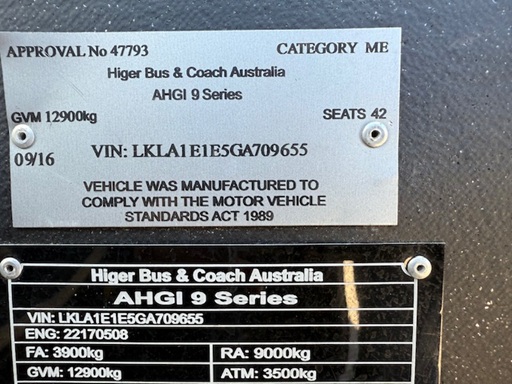 APPROVAL No 47793 CATEGORY ME
Higer Bus & Coach Australia
AHGI 9 Series
GVM 12900kg SEATS 42
09/16 VIN: LKLA1E1E5GA709655
VEHICLE WAS MANUFACTURED TO
COMPLY WITH THE MOTOR VEHICLE
STANDARDS ACT 1989
Higer Bus & Coach Australia
AHGI 9 Series
VIN: LKLA1E1E5GA709655
ENG: 22170508
FA: 3900kg RA: 9000kg
GVM: 12900kg ATM: 3500kg